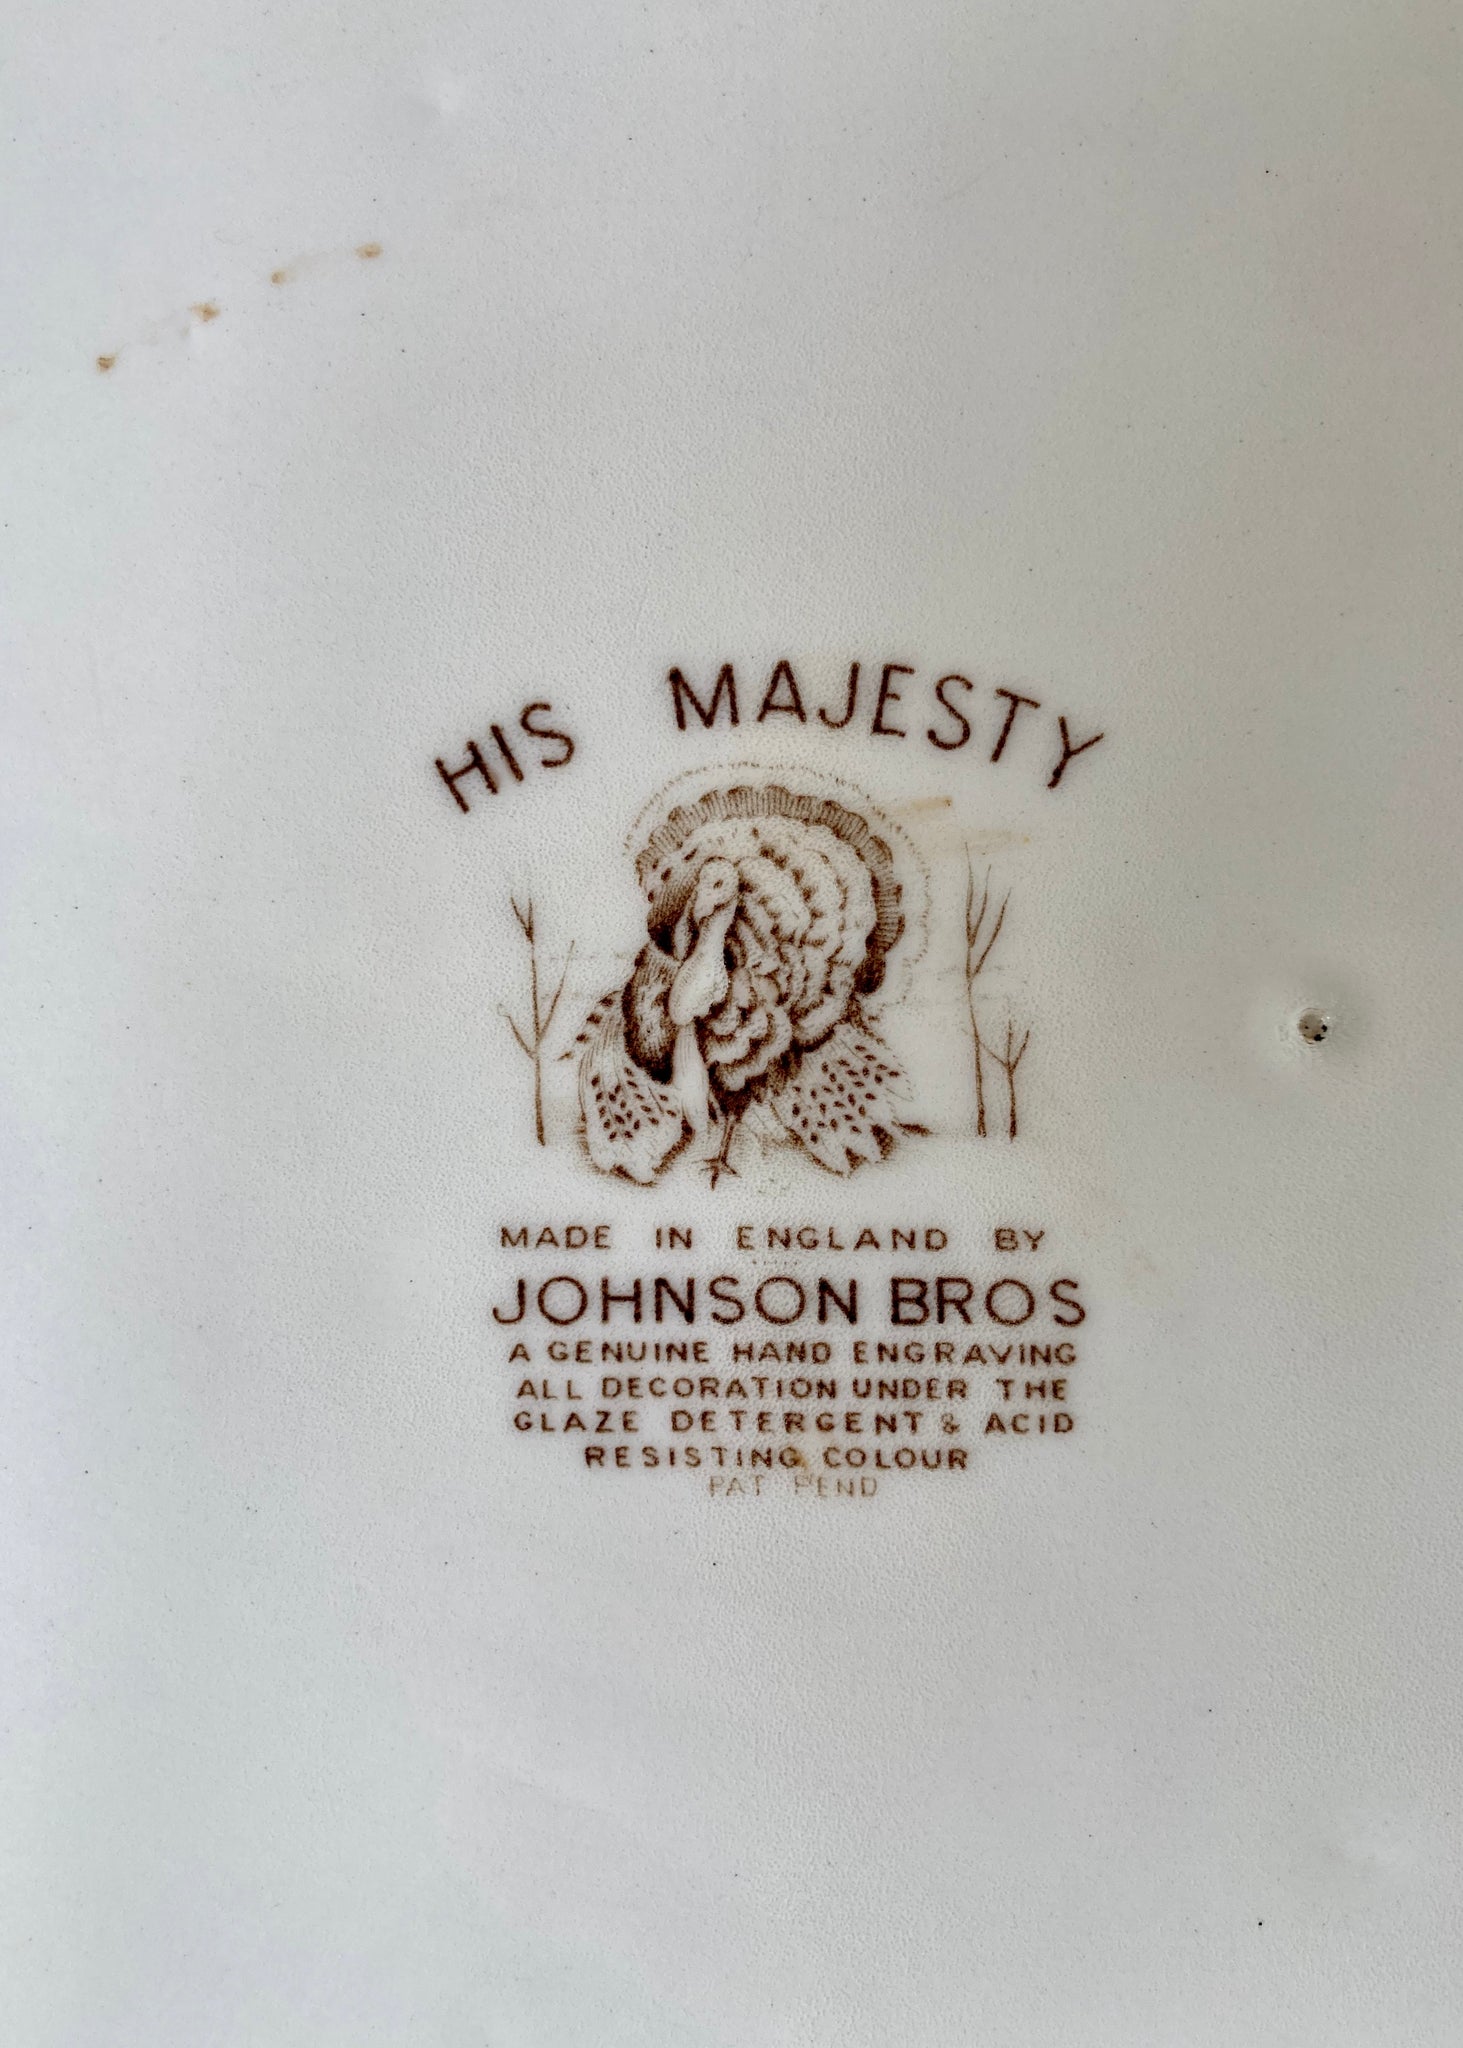 HIS MAJESTY
MADE IN ENGLAND BY
JOHNSON BROS
A GENUINE HAND ENGRAVING
ALL DECORATION UNDER THE
GLAZE DETERGENT & ACID
RESISTING COLOUR
PAT PEND